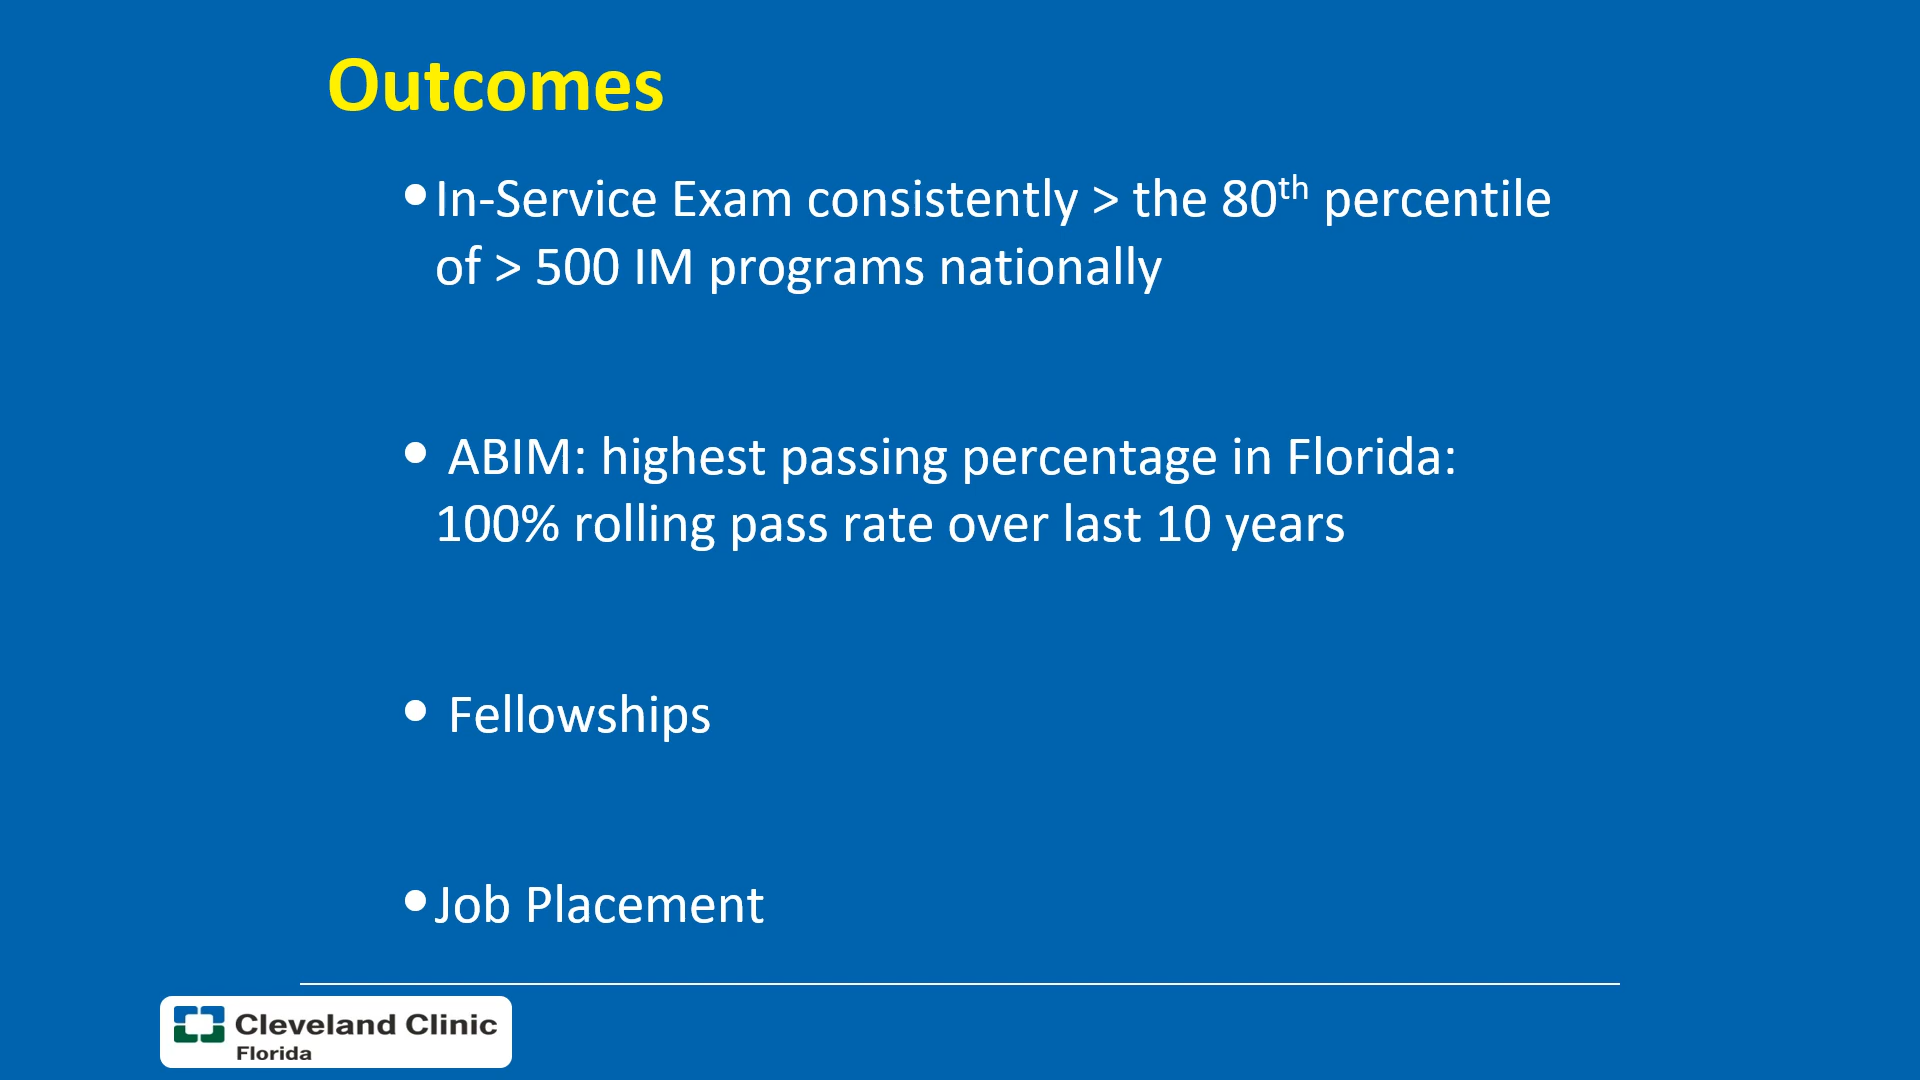 Outcomes
•In-Service Exam consistently > the 80th percentile
of > 500 IM programs nationally
• ABIM: highest passing percentage in Florida:
100% rolling pass rate over last 10 years
• Fellowships
•Job Placement
Cleveland Clinic
Florida